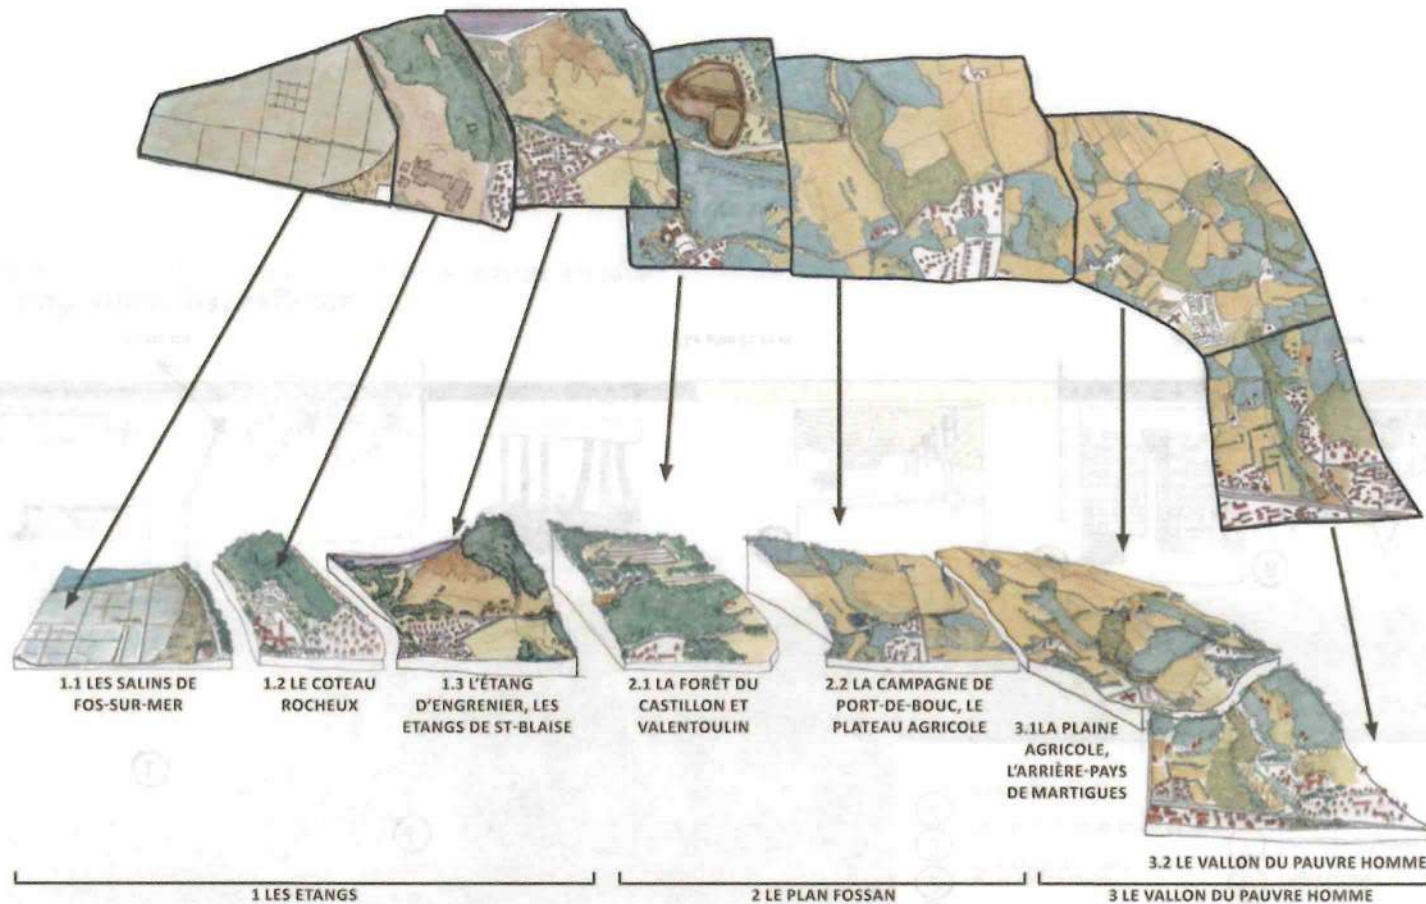 1.1 LES SALINS DE
FOS-SUR-MER
1.2 LE COTEAU
ROCHEUX
1.3 L'ÉTANG
D'ENGRENIER, LES
ETANGS DE ST-BLAISE
2.1 LA FORÊT DU
CASTILLON ET
VALENTOULIN
2.2 LA CAMPAGNE DE
PORT-DE-BOUC, LE
PLATEAU AGRICOLE
3.1LA PLAINE
AGRICOLE,
L'ARRIÈRE-PAYS
DE MARTIGUES
3.2 LE VALLON DU PAUVRE HOMME
1 LES ETANGS
2 LE PLAN FOSSAN
3 LE VALLON DU PAUVRE HOMME